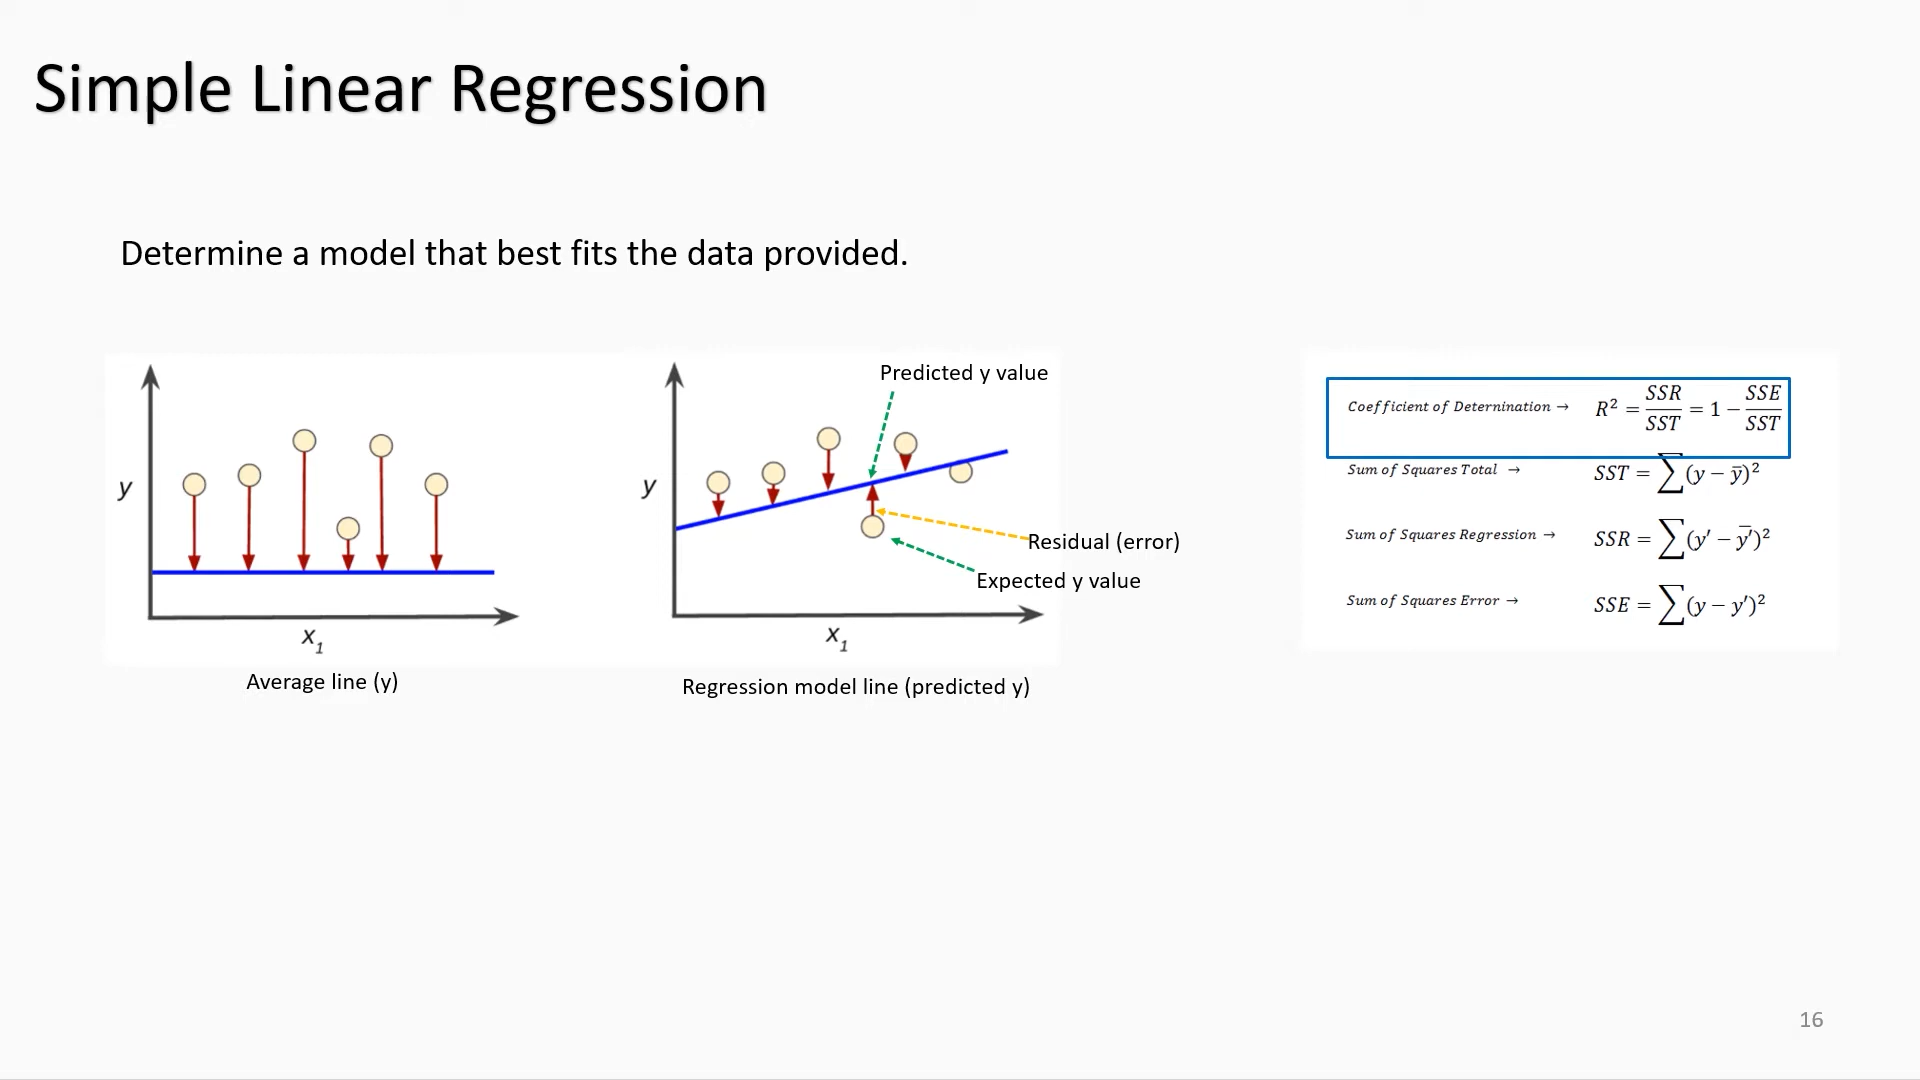 Simple Linear Regression
Determine a model that best fits the data provided.
y
x₁
Average line (y)
Predicted y value
y
Residual (error)
Expected y value
x₁
Regression model line (predicted y)
Coefficient of Deternination → R² = SSR/SST = 1 − SSE/SST
Sum of Squares Total → SST = ∑(y − ȳ)²
Sum of Squares Regression → SSR = ∑(y′ − y̅′)²
Sum of Squares Error → SSE = ∑(y − y′)²
16